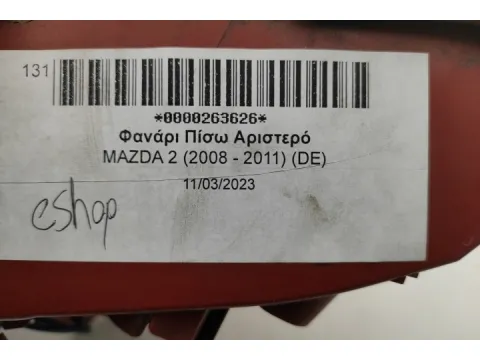 131
*0000263626*
Φανάρι Πίσω Αριστερό
MAZDA 2 (2008 - 2011) (DE)
11/03/2023
eshop